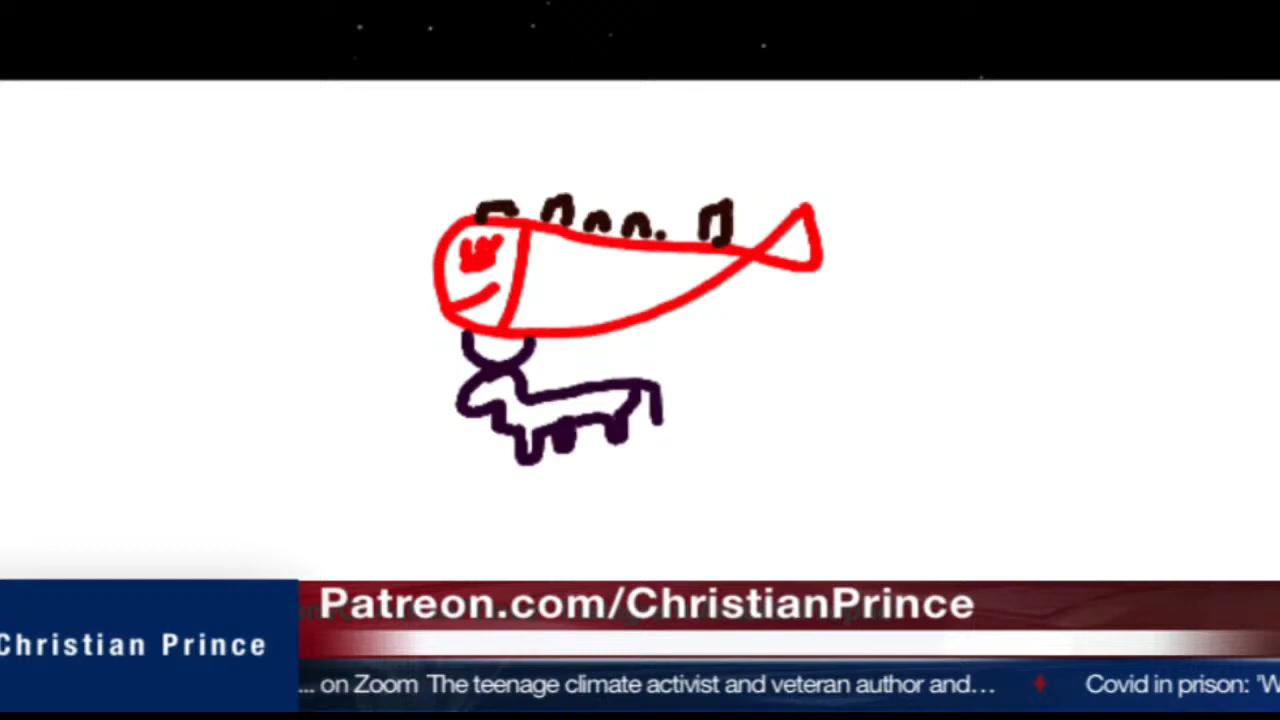 Patreon.com/ChristianPrince
Christian Prince
... on Zoom The teenage climate activist and veteran author and... Covid in prison: 'W